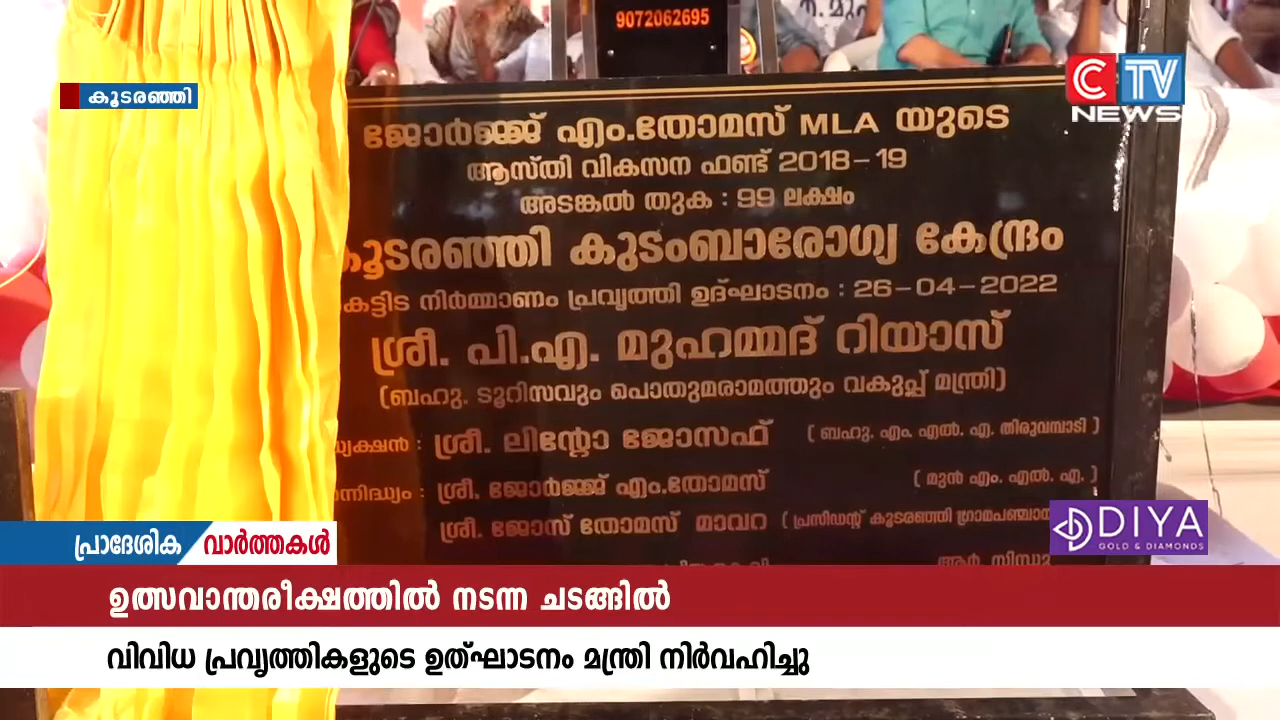 9072062695
കൂടരഞ്ഞി
CTV
NEWS
ജോർജ്ജ് എം.തോമസ് MLA യുടെ
ആസ്തി വികസന ഫണ്ട് 2018-19
അടങ്കൽ തുക : 99 ലക്ഷം
കൂടരഞ്ഞി കുടംബാരോഗ്യ കേന്ദ്രം
കെട്ടിട നിർമ്മാണം പ്രവൃത്തി ഉദ്ഘാടനം : 26-04-2022
ശ്രീ. പി.എ. മുഹമ്മദ് റിയാസ്
(ബഹു. ടൂറിസവും പൊതുമരാമത്തും വകുപ്പ് മന്ത്രി)
ശ്രീ. ലിന്റോ ജോസഫ് ( ബഹു. എം. എൽ. എ. തിരുവമ്പാടി )
ശ്രീ. ജോർജ്ജ് എം.തോമസ് ( മുൻ എം. എൽ. എ. )
ശ്രീ. ജോസ് തോമസ് മാവറ ( പ്രസിഡന്റ് കൂടരഞ്ഞി
DIYA
GOLD & DIAMONDS
പ്രാദേശിക വാർത്തകൾ
ഉത്സവാന്തരീക്ഷത്തിൽ നടന്ന ചടങ്ങിൽ
വിവിധ പ്രവൃത്തികളുടെ ഉത്ഘാടനം മന്ത്രി നിർവഹിച്ചു